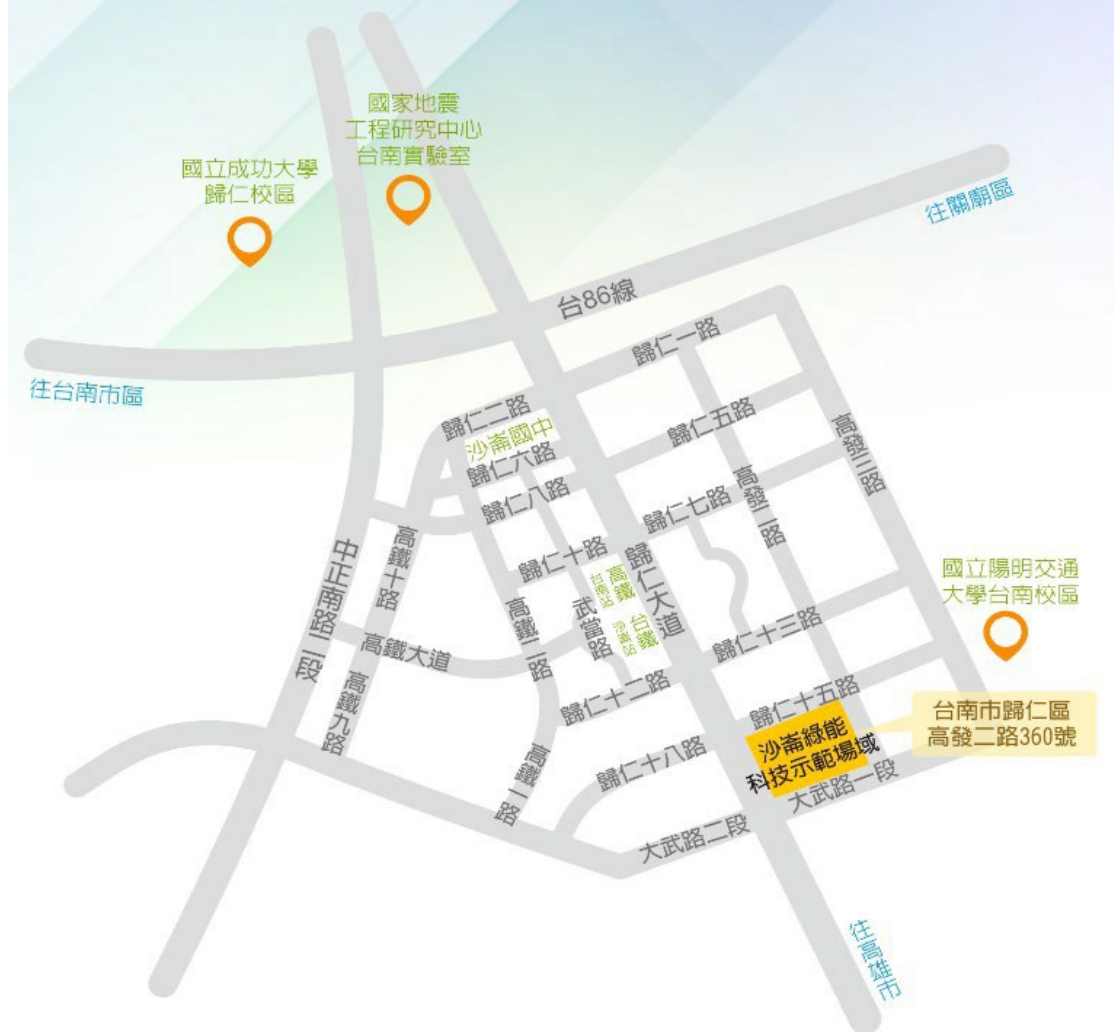 國家地震
工程研究中心
台南實驗室
國立成功大學
歸仁校區
往關廟區
台86線
往台南市區
歸仁一路
歸仁二路
沙崙國中
歸仁五路
歸仁六路
歸仁八路
歸仁七路
高發二路
高發三路
高鐵十路
中正南路二段
歸仁十路
歸仁大道
高鐵
台南站
台鐵
沙崙站
武當路
高鐵二路
高鐵大道
高鐵九路
歸仁十二路
歸仁十三路
國立陽明交通
大學台南校區
歸仁十五路
台南市歸仁區
高發二路360號
沙崙綠能
科技示範場域
歸仁十八路
高鐵一路
大武路一段
大武路二段
往高雄市